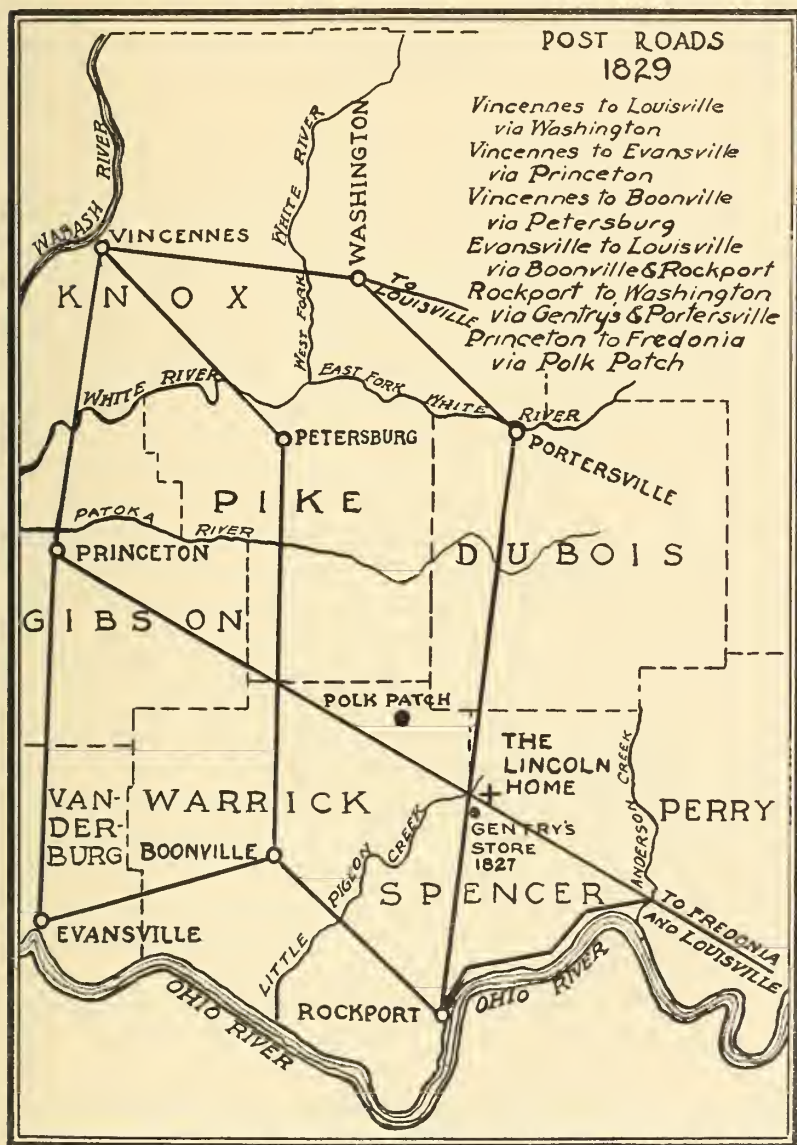 POST ROADS
1829
Vincennes to Louisville
via Washington
Vincennes to Evansville
via Princeton
Vincennes to Boonville
via Petersburg
Evansville to Louisville
via Boonville & Rockport
Rockport to Washington
via Gentrys & Portersville
Princeton to Fredonia
via Polk Patch
WABASH RIVER
VINCENNES
WHITE RIVER
WEST FORK
WASHINGTON
TO
LOUISVILLE
KNOX
WHITE RIVER
EAST FORK
WHITE RIVER
PETERSBURG
PORTERSVILLE
PIKE
PATOKA RIVER
PRINCETON
DUBOIS
GIBSON
POLK PATCH
THE
LINCOLN
HOME
VAN-
DER-
BURG
WARRICK
PERRY
ANDERSON CREEK
GENTRY'S
STORE
1827
BOONVILLE
LITTLE PIGEON CREEK
SPENCER
TO FREDONIA
AND LOUISVILLE
EVANSVILLE
OHIO RIVER
ROCKPORT
OHIO RIVER